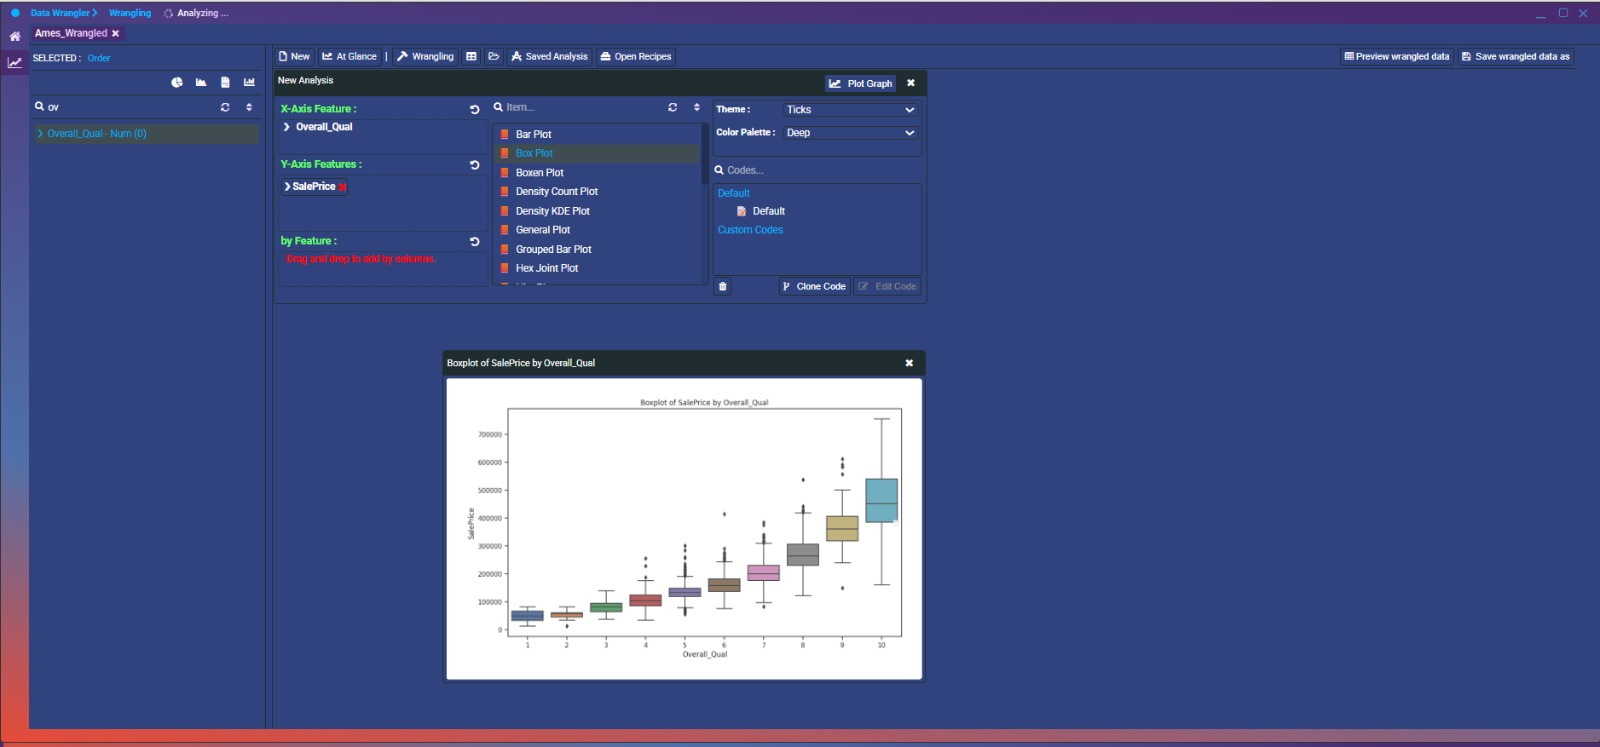 Data Wrangler Wrangling Analyzing ...
Ames_Wrangled
SELECTED : Order
New At Glance | Wrangling Saved Analysis Open Recipes
Preview wrangled data Save wrangled data as
ov
Overall_Qual - Num (0)
New Analysis
Plot Graph
X-Axis Feature :
Overall_Qual
Y-Axis Features :
SalePrice
by Feature :
Drag and drop to add by columns.
Item...
Bar Plot
Box Plot
Boxen Plot
Density Count Plot
Density KDE Plot
General Plot
Grouped Bar Plot
Hex Joint Plot
Theme : Ticks
Color Palette : Deep
Codes...
Default
Default
Custom Codes
Clone Code Edit Code
Boxplot of SalePrice by Overall_Qual
Boxplot of SalePrice by Overall_Qual
SalePrice
700000
600000
500000
400000
300000
200000
100000
0
1 2 3 4 5 6 7 8 9 10
Overall_Qual